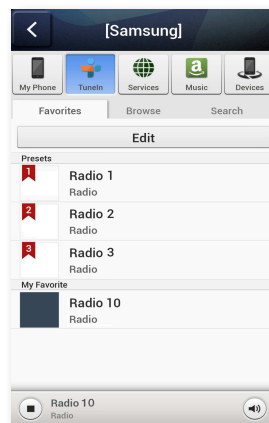 [Samsung]
My Phone
TuneIn
Services
a
Music
Devices
Favorites
Browse
Search
Edit
Presets
1
Radio 1
Radio
2
Radio 2
Radio
3
Radio 3
Radio
My Favorite
Radio 10
Radio
Radio 10
Radio